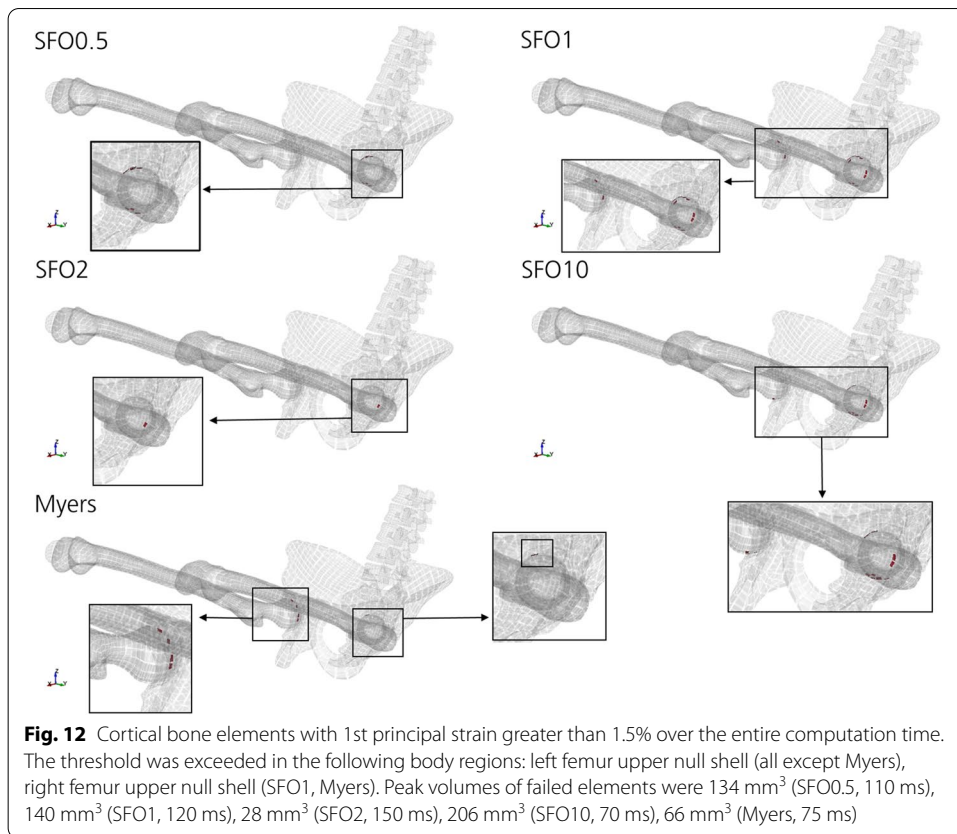 SFO0.5
SFO1
SFO2
SFO10
Myers
Fig. 12 Cortical bone elements with 1st principal strain greater than 1.5% over the entire computation time.
The threshold was exceeded in the following body regions: left femur upper null shell (all except Myers),
right femur upper null shell (SFO1, Myers). Peak volumes of failed elements were 134 mm³ (SFO0.5, 110 ms),
140 mm³ (SFO1, 120 ms), 28 mm³ (SFO2, 150 ms), 206 mm³ (SFO10, 70 ms), 66 mm³ (Myers, 75 ms)